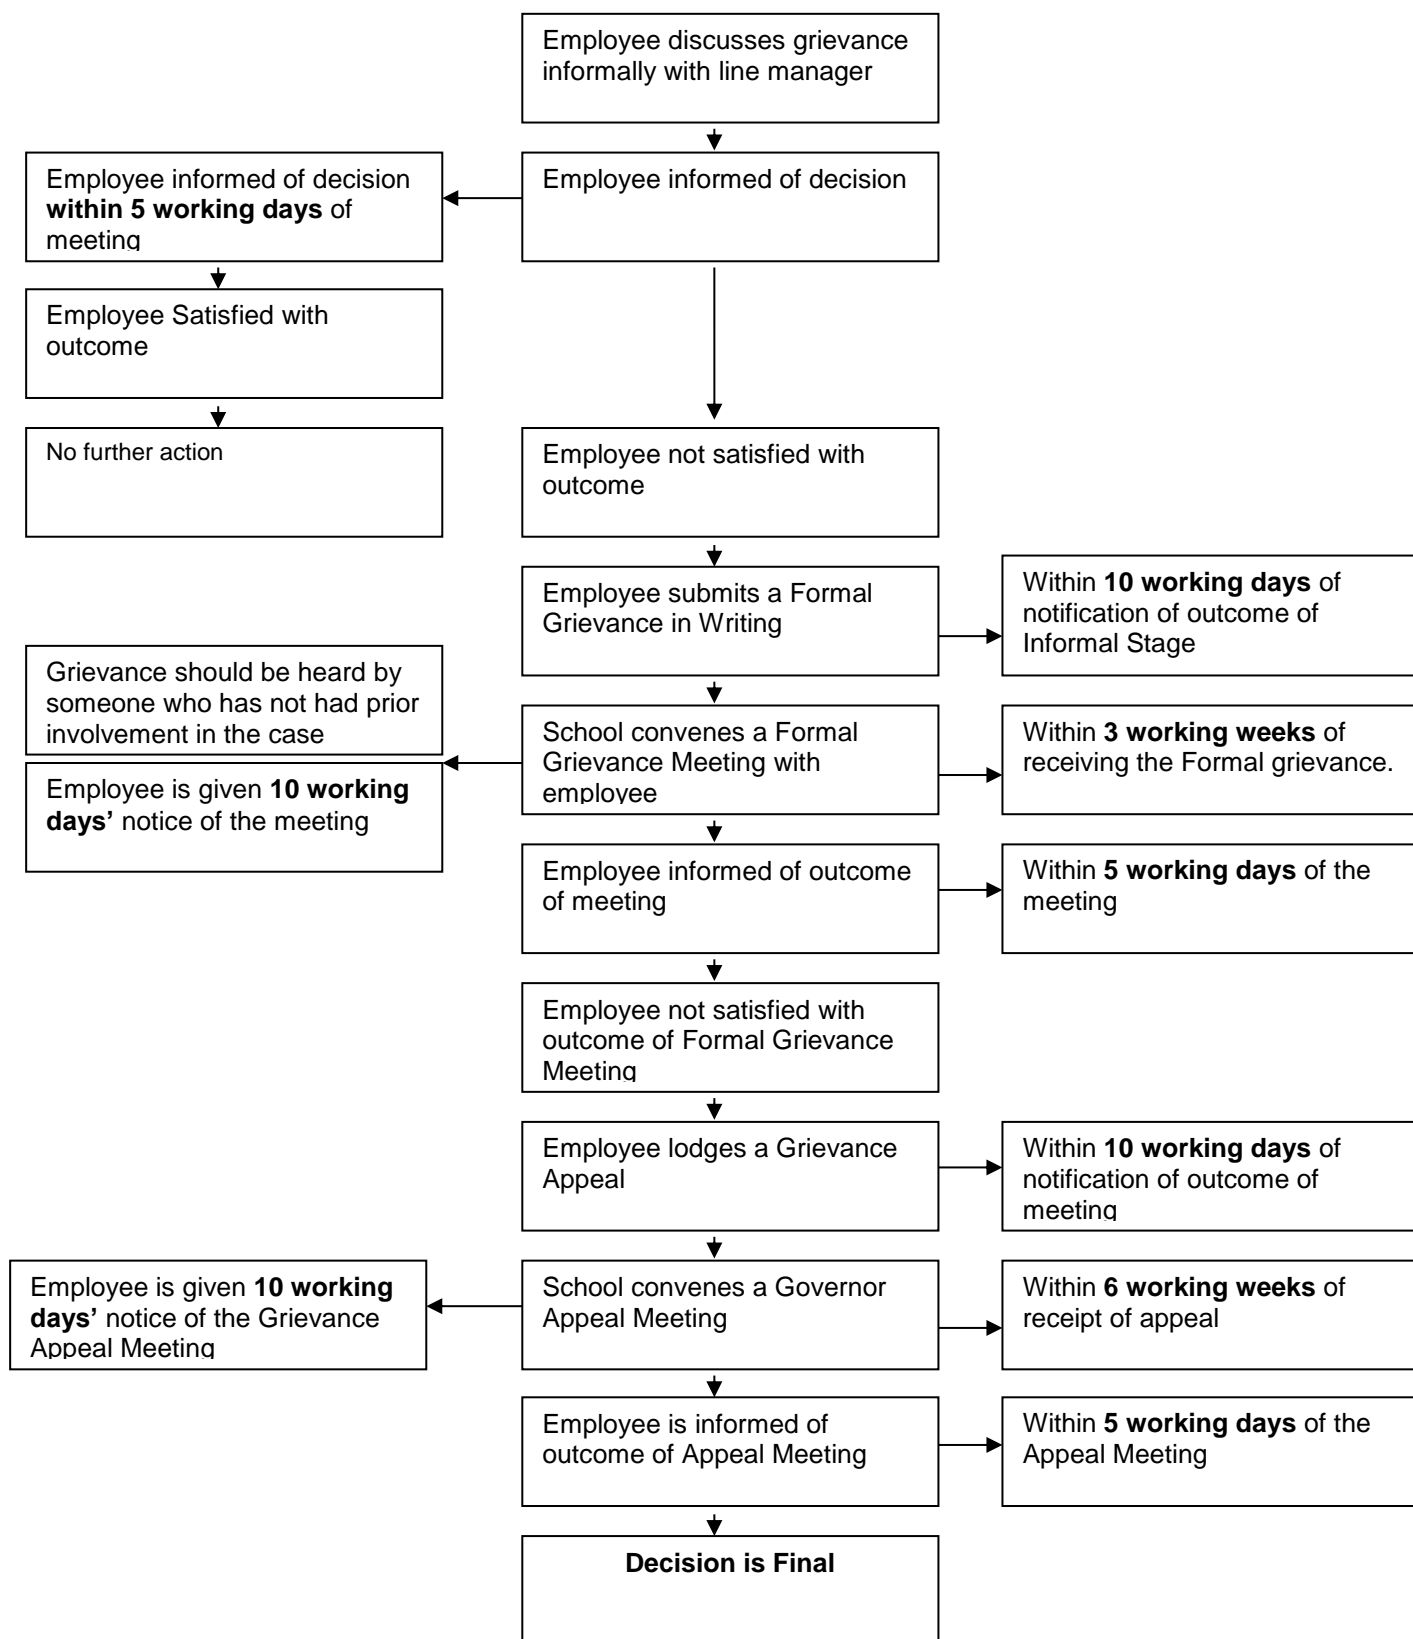 Employee discusses grievance
informally with line manager
Employee informed of decision
within 5 working days of
meeting
Employee informed of decision
Employee Satisfied with
outcome
No further action
Employee not satisfied with
outcome
Employee submits a Formal
Grievance in Writing
Within 10 working days of
notification of outcome of
Informal Stage
Grievance should be heard by
someone who has not had prior
involvement in the case
School convenes a Formal
Grievance Meeting with
employee
Within 3 working weeks of
receiving the Formal grievance.
Employee is given 10 working
days’ notice of the meeting
Employee informed of outcome
of meeting
Within 5 working days of the
meeting
Employee not satisfied with
outcome of Formal Grievance
Meeting
Employee lodges a Grievance
Appeal
Within 10 working days of
notification of outcome of
meeting
Employee is given 10 working
days’ notice of the Grievance
Appeal Meeting
School convenes a Governor
Appeal Meeting
Within 6 working weeks of
receipt of appeal
Employee is informed of
outcome of Appeal Meeting
Within 5 working days of the
Appeal Meeting
Decision is Final